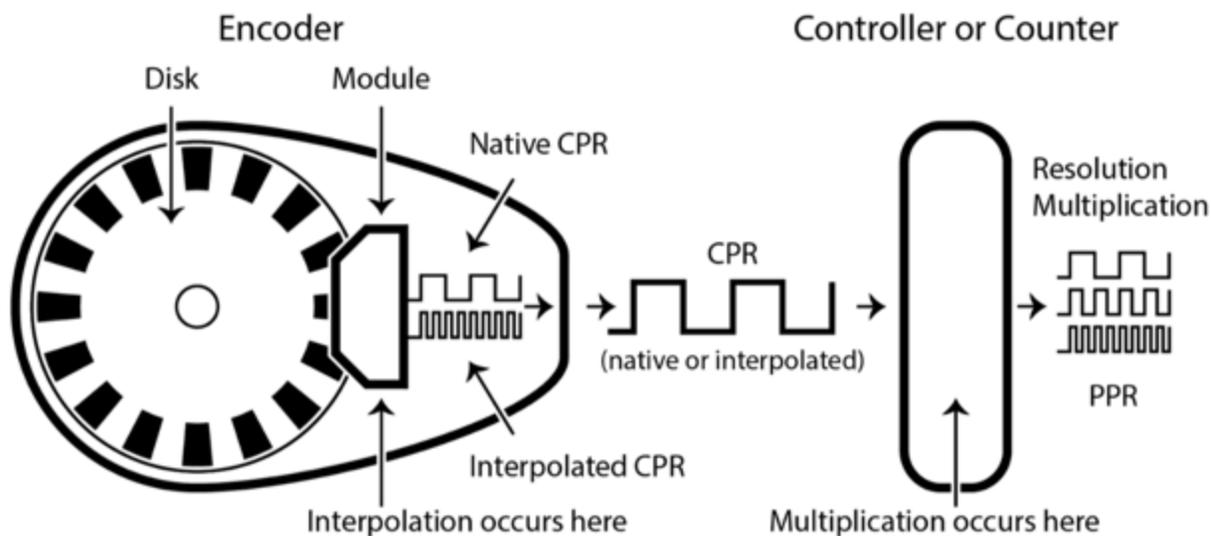 Encoder
Controller or Counter
Disk
Module
Native CPR
Resolution
Multiplication
CPR
(native or interpolated)
PPR
Interpolated CPR
Interpolation occurs here
Multiplication occurs here